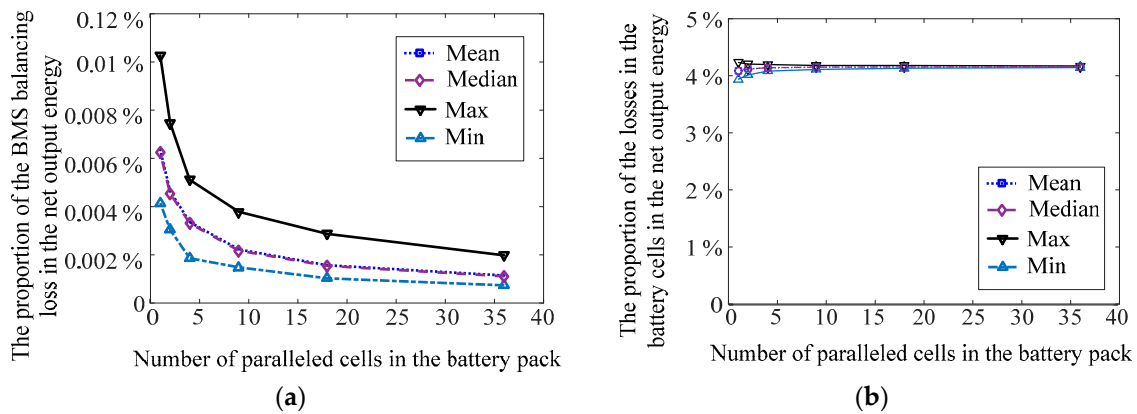 The proportion of the BMS balancing
loss in the net output energy
0.12 %
0.01 %
0.008 %
0.006 %
0.004 %
0.002 %
0
0 5 10 15 20 25 30 35 40
Mean
Median
Max
Min
Number of paralleled cells in the battery pack
(a)
The proportion of the losses in the
battery cells in the net output energy
5 %
4 %
3 %
2 %
1 %
0
0 5 10 15 20 25 30 35 40
Mean
Median
Max
Min
Number of paralleled cells in the battery pack
(b)